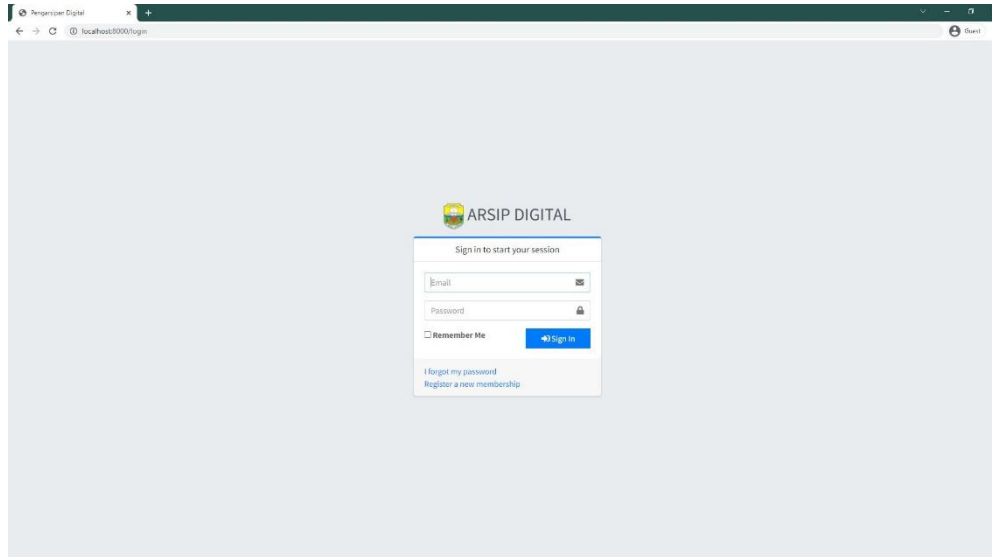 Pengarsipan Digital
localhost:8000/login
Guest
ARSIP DIGITAL
Sign in to start your session
Email
Password
Remember Me
Sign In
I forgot my password
Register a new membership